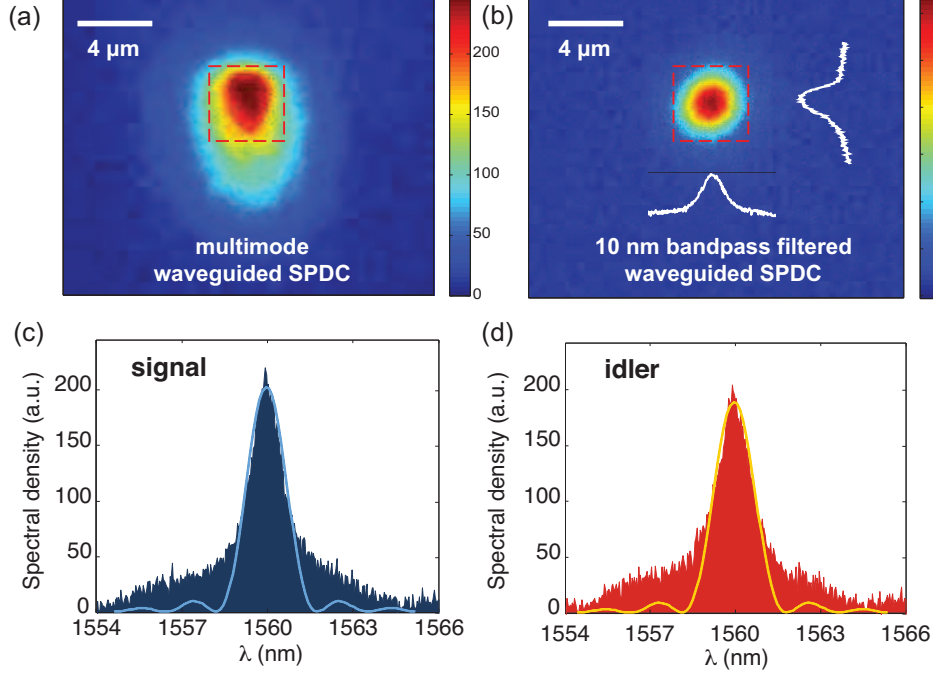 (a)
4 µm
multimode
waveguided SPDC
200
150
100
50
0
(b)
4 µm
10 nm bandpass filtered
waveguided SPDC
(c)
signal
Spectral density (a.u.)
200
150
100
50
0
1554 1557 1560 1563 1566
λ (nm)
(d)
idler
Spectral density (a.u.)
200
150
100
50
0
1554 1557 1560 1563 1566
λ (nm)